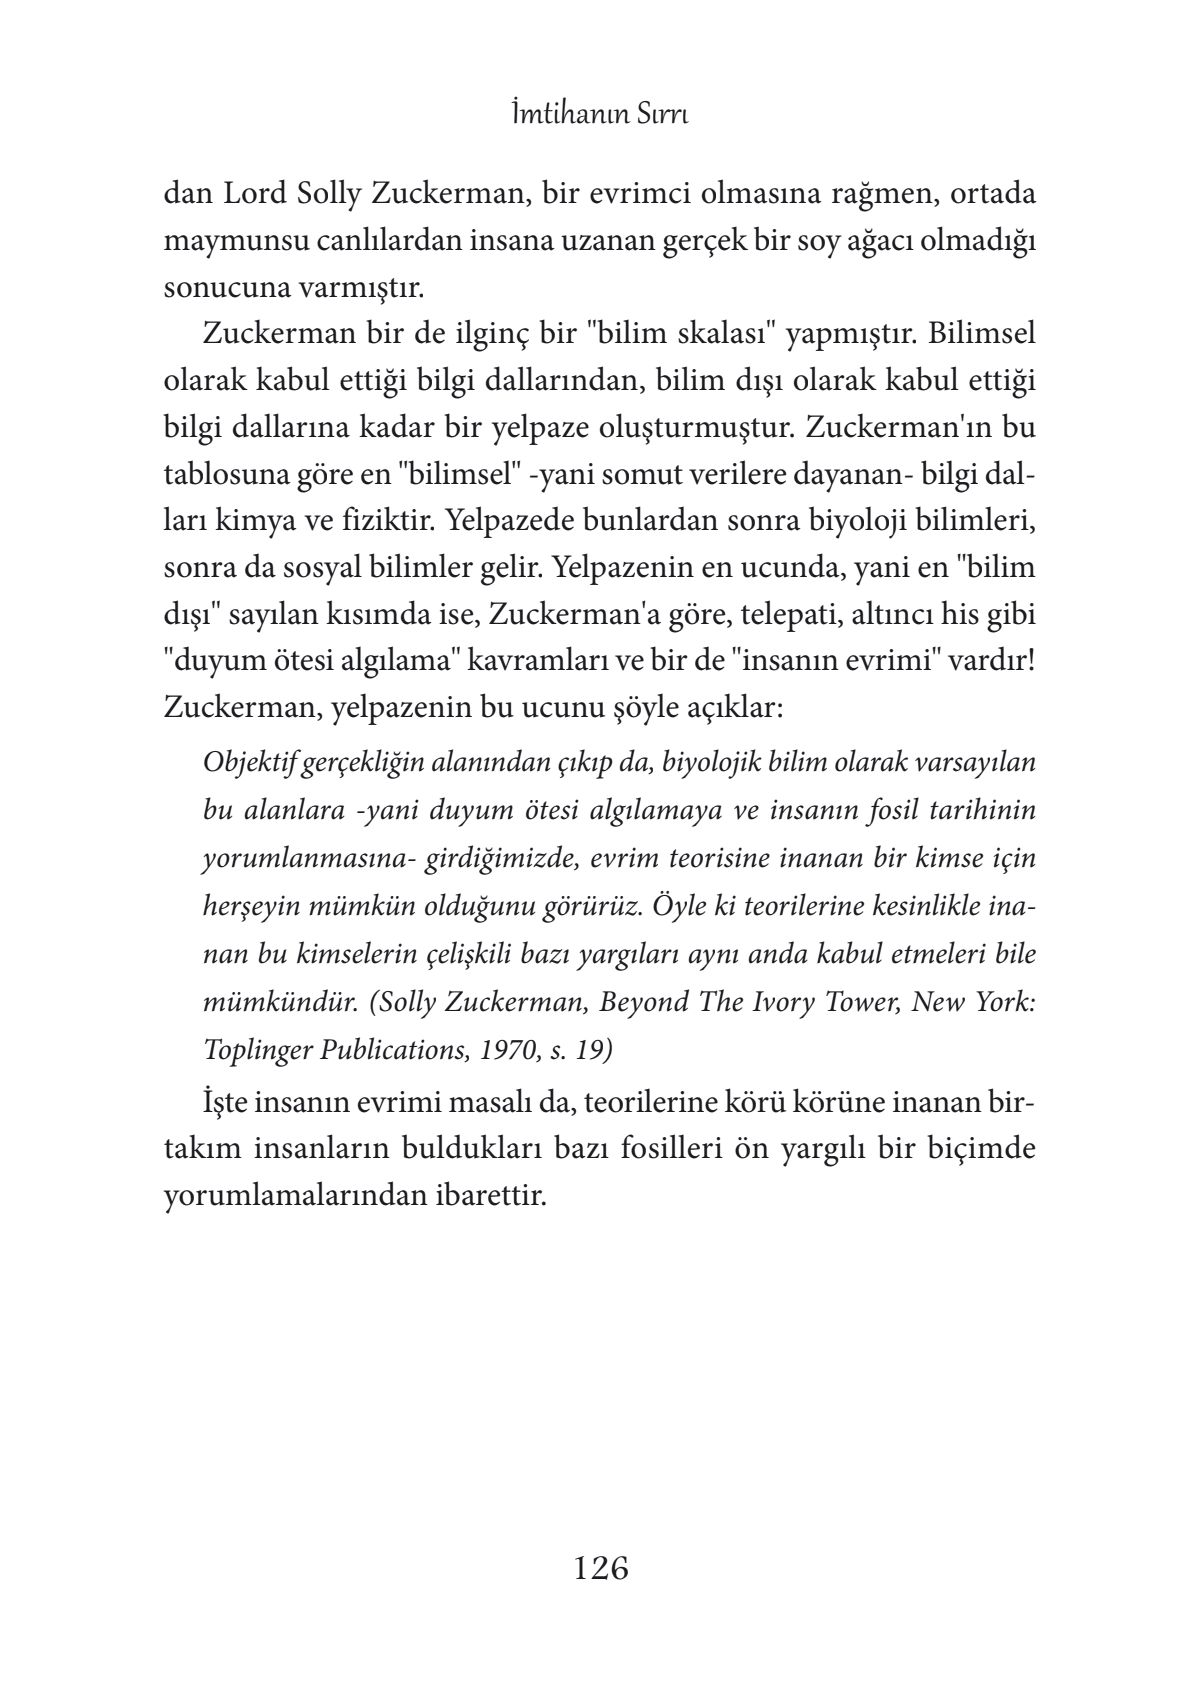 İmtihanın Sırrı
dan Lord Solly Zuckerman, bir evrimci olmasına rağmen, ortada
maymunsu canlılardan insana uzanan gerçek bir soy ağacı olmadığı
sonucuna varmıştır.
Zuckerman bir de ilginç bir "bilim skalası" yapmıştır. Bilimsel
olarak kabul ettiği bilgi dallarından, bilim dışı olarak kabul ettiği
bilgi dallarına kadar bir yelpaze oluşturmuştur. Zuckerman'ın bu
tablosuna göre en "bilimsel" -yani somut verilere dayanan- bilgi dal-
ları kimya ve fiziktir. Yelpazede bunlardan sonra biyoloji bilimleri,
sonra da sosyal bilimler gelir. Yelpazenin en ucunda, yani en "bilim
dışı" sayılan kısımda ise, Zuckerman'a göre, telepati, altıncı his gibi
"duyum ötesi algılama" kavramları ve bir de "insanın evrimi" vardır!
Zuckerman, yelpazenin bu ucunu şöyle açıklar:
Objektif gerçekliğin alanından çıkıp da, biyolojik bilim olarak varsayılan
bu alanlara -yani duyum ötesi algılamaya ve insanın fosil tarihinin
yorumlanmasına- girdiğimizde, evrim teorisine inanan bir kimse için
herşeyin mümkün olduğunu görürüz. Öyle ki teorilerine kesinlikle ina-
nan bu kimselerin çelişkili bazı yargıları aynı anda kabul etmeleri bile
mümkündür. (Solly Zuckerman, Beyond The Ivory Tower, New York:
Toplinger Publications, 1970, s. 19)
İşte insanın evrimi masalı da, teorilerine körü körüne inanan bir-
takım insanların buldukları bazı fosilleri ön yargılı bir biçimde
yorumlamalarından ibarettir.
126